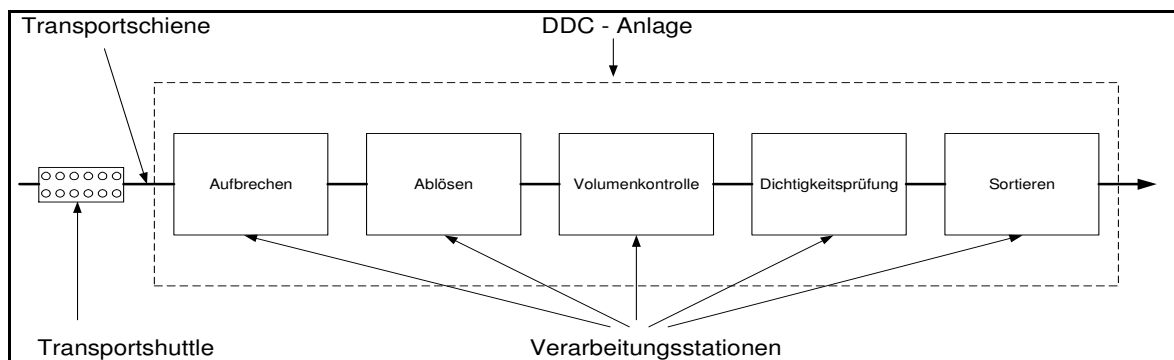 Transportschiene
DDC - Anlage
Aufbrechen
Ablösen
Volumenkontrolle
Dichtigkeitsprüfung
Sortieren
Transportshuttle
Verarbeitungsstationen